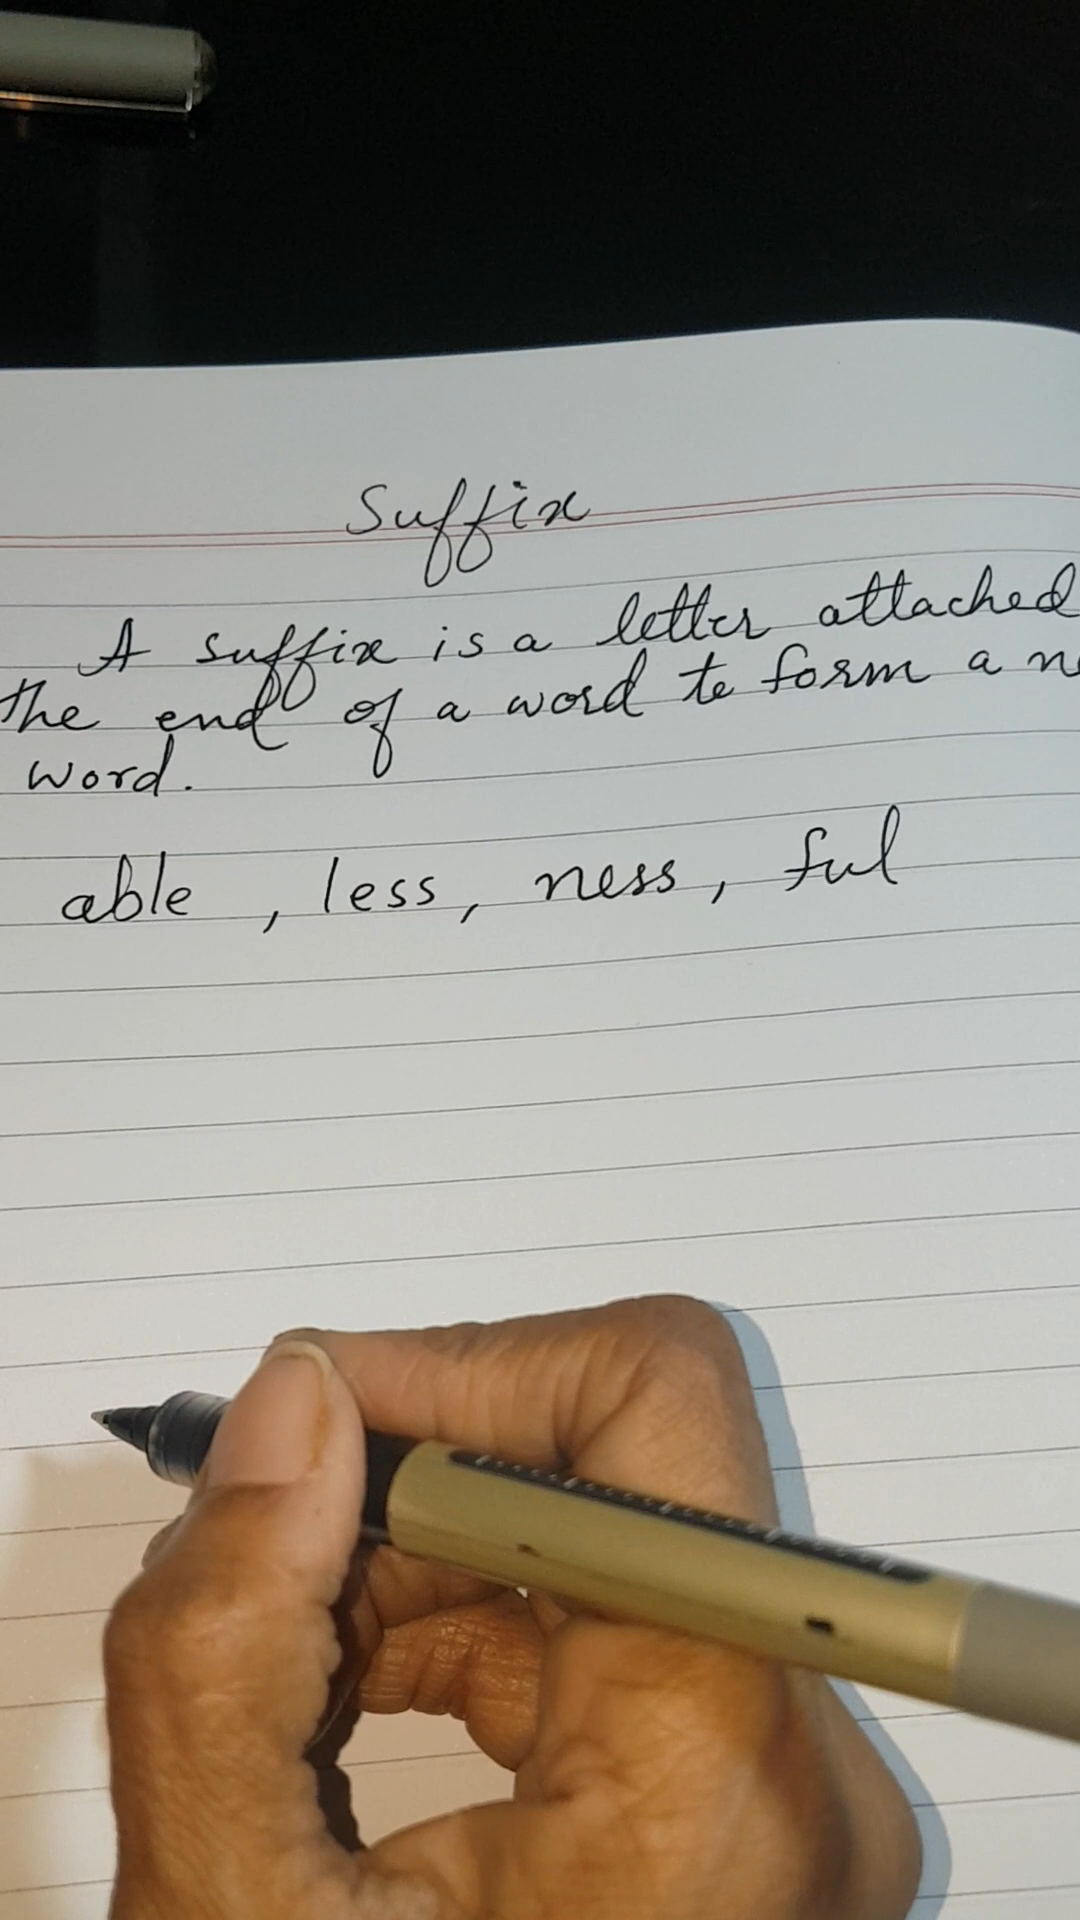 Suffix
A suffix is a letter attached
the end of a word to form a
word.
able , less, ness, ful